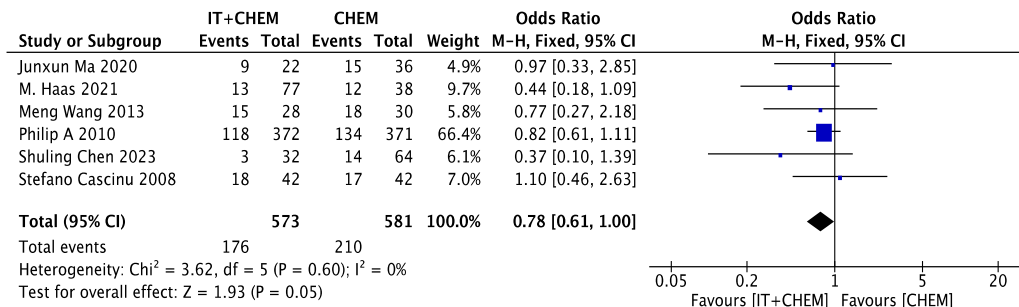 IT+CHEM CHEM Odds Ratio Odds Ratio
Study or Subgroup Events Total Events Total Weight M-H, Fixed, 95% CI M-H, Fixed, 95% CI
Junxun Ma 2020 9 22 15 36 4.9% 0.97 [0.33, 2.85]
M. Haas 2021 13 77 12 38 9.7% 0.44 [0.18, 1.09]
Meng Wang 2013 15 28 18 30 5.8% 0.77 [0.27, 2.18]
Philip A 2010 118 372 134 371 66.4% 0.82 [0.61, 1.11]
Shuling Chen 2023 3 32 14 64 6.1% 0.37 [0.10, 1.39]
Stefano Cascinu 2008 18 42 17 42 7.0% 1.10 [0.46, 2.63]
Total (95% CI) 573 581 100.0% 0.78 [0.61, 1.00]
Total events 176 210
Heterogeneity: Chi² = 3.62, df = 5 (P = 0.60); I² = 0%
Test for overall effect: Z = 1.93 (P = 0.05)
0.05 0.2 1 5 20
Favours [IT+CHEM] Favours [CHEM]